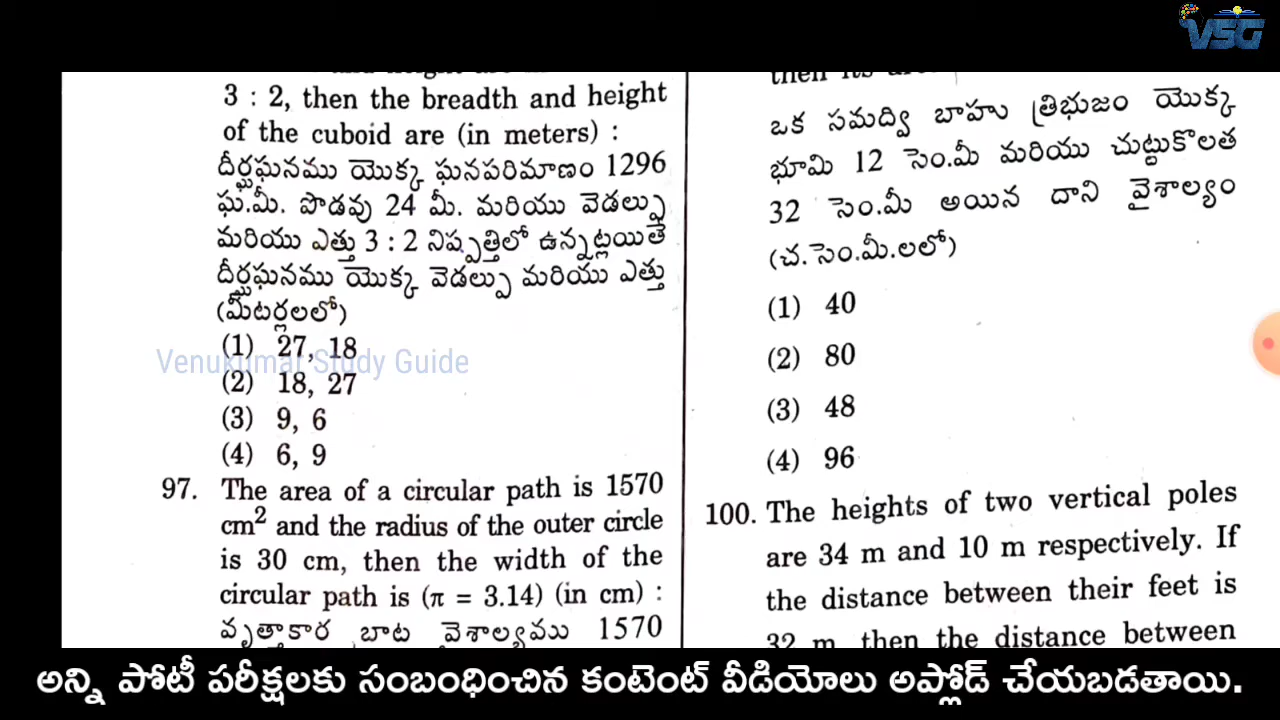 VSG
3 : 2, then the breadth and height
of the cuboid are (in meters) :
దీర్ఘఘనము యొక్క ఘనపరిమాణం 1296
ఘ.మీ. పొడవు 24 మీ. మరియు వెడల్పు
మరియు ఎత్తు 3 : 2 నిష్పత్తిలో ఉన్నట్లయితే
దీర్ఘఘనము యొక్క వెడల్పు మరియు ఎత్తు
(మీటర్లలలో)
(1) 27, 18
Venukumar Study Guide
(2) 18, 27
(3) 9, 6
(4) 6, 9
97. The area of a circular path is 1570
cm² and the radius of the outer circle
is 30 cm, then the width of the
circular path is (π = 3.14) (in cm) :
వృత్తాకార బాట వైశాల్యము 1570
then its
ఒక సమద్వి బాహు త్రిభుజం యొక్క
భూమి 12 సెం.మీ మరియు చుట్టుకొలత
32 సెం.మీ అయిన దాని వైశాల్యం
(చ.సెం.మీ.లలో)
(1) 40
(2) 80
(3) 48
(4) 96
100. The heights of two vertical poles
are 34 m and 10 m respectively. If
the distance between their feet is
32 m, then the distance between
అన్ని పోటీ పరీక్షలకు సంబంధించిన కంటెంట్ వీడియోలు అప్లోడ్ చేయబడతాయి.